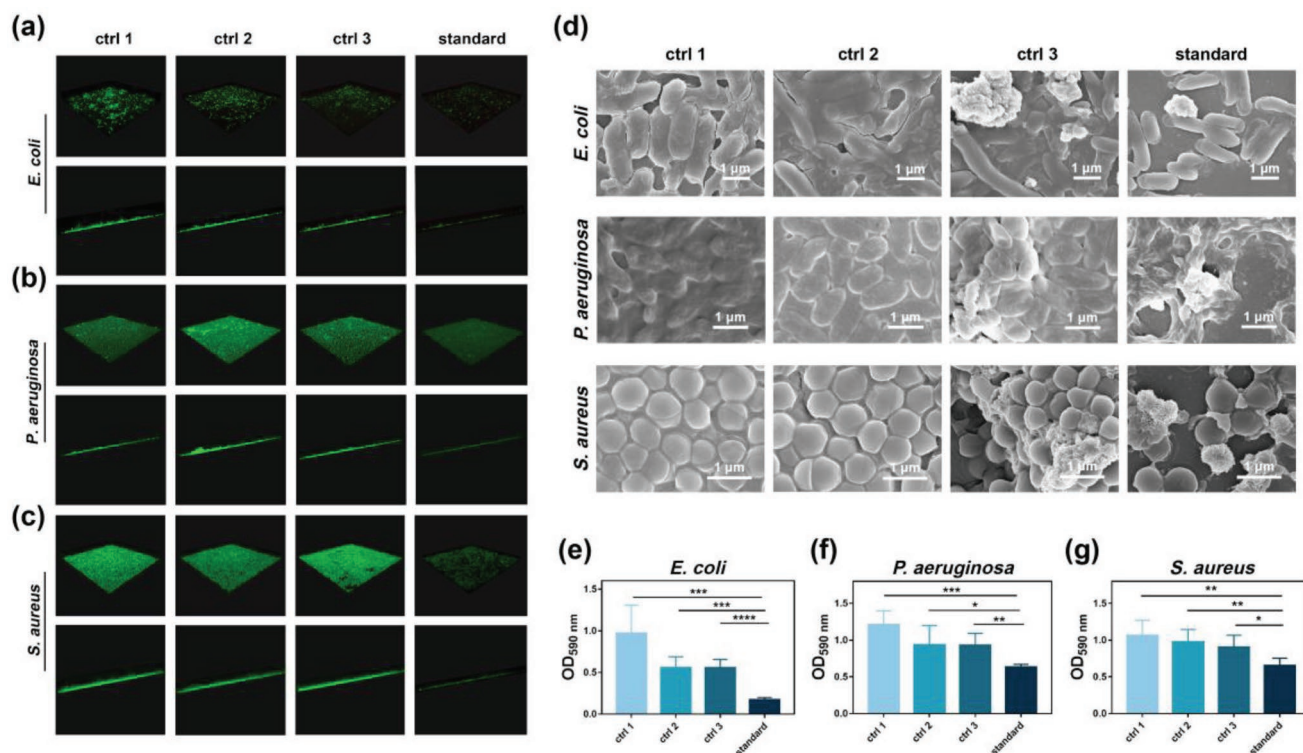 (a)
ctrl 1 ctrl 2 ctrl 3 standard
E. coli
(b)
P. aeruginosa
(c)
S. aureus
(d)
ctrl 1 ctrl 2 ctrl 3 standard
E. coli
1 μm 1 μm 1 μm 1 μm
P. aeruginosa
1 μm 1 μm 1 μm 1 μm
S. aureus
1 μm 1 μm 1 μm 1 μm
(e)
E. coli
OD590 nm
1.5
1.0
0.5
0.0
***
***
****
ctrl 1 ctrl 2 ctrl 3 standard
(f)
P. aeruginosa
OD590 nm
1.5
1.0
0.5
0.0
***
*
**
ctrl 1 ctrl 2 ctrl 3 standard
(g)
S. aureus
OD590 nm
1.5
1.0
0.5
0.0
**
**
*
ctrl 1 ctrl 2 ctrl 3 standard